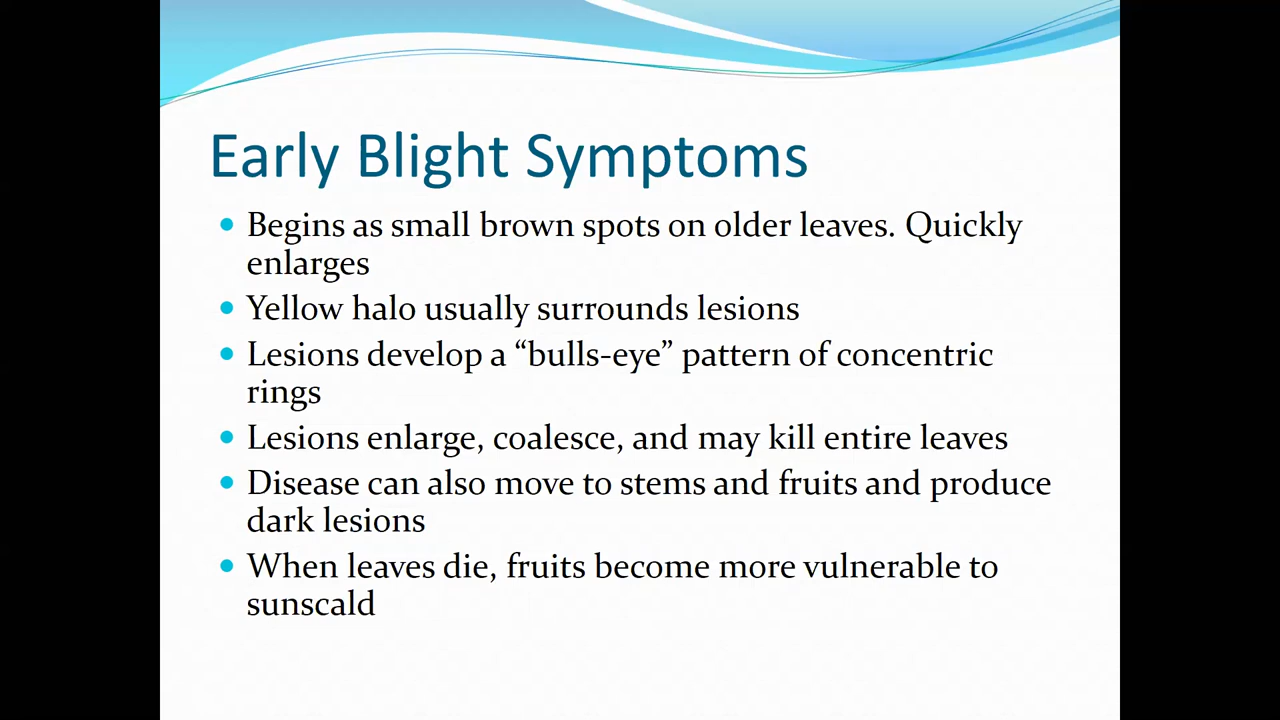 Early Blight Symptoms
• Begins as small brown spots on older leaves. Quickly
enlarges
• Yellow halo usually surrounds lesions
• Lesions develop a “bulls-eye” pattern of concentric
rings
• Lesions enlarge, coalesce, and may kill entire leaves
• Disease can also move to stems and fruits and produce
dark lesions
• When leaves die, fruits become more vulnerable to
sunscald